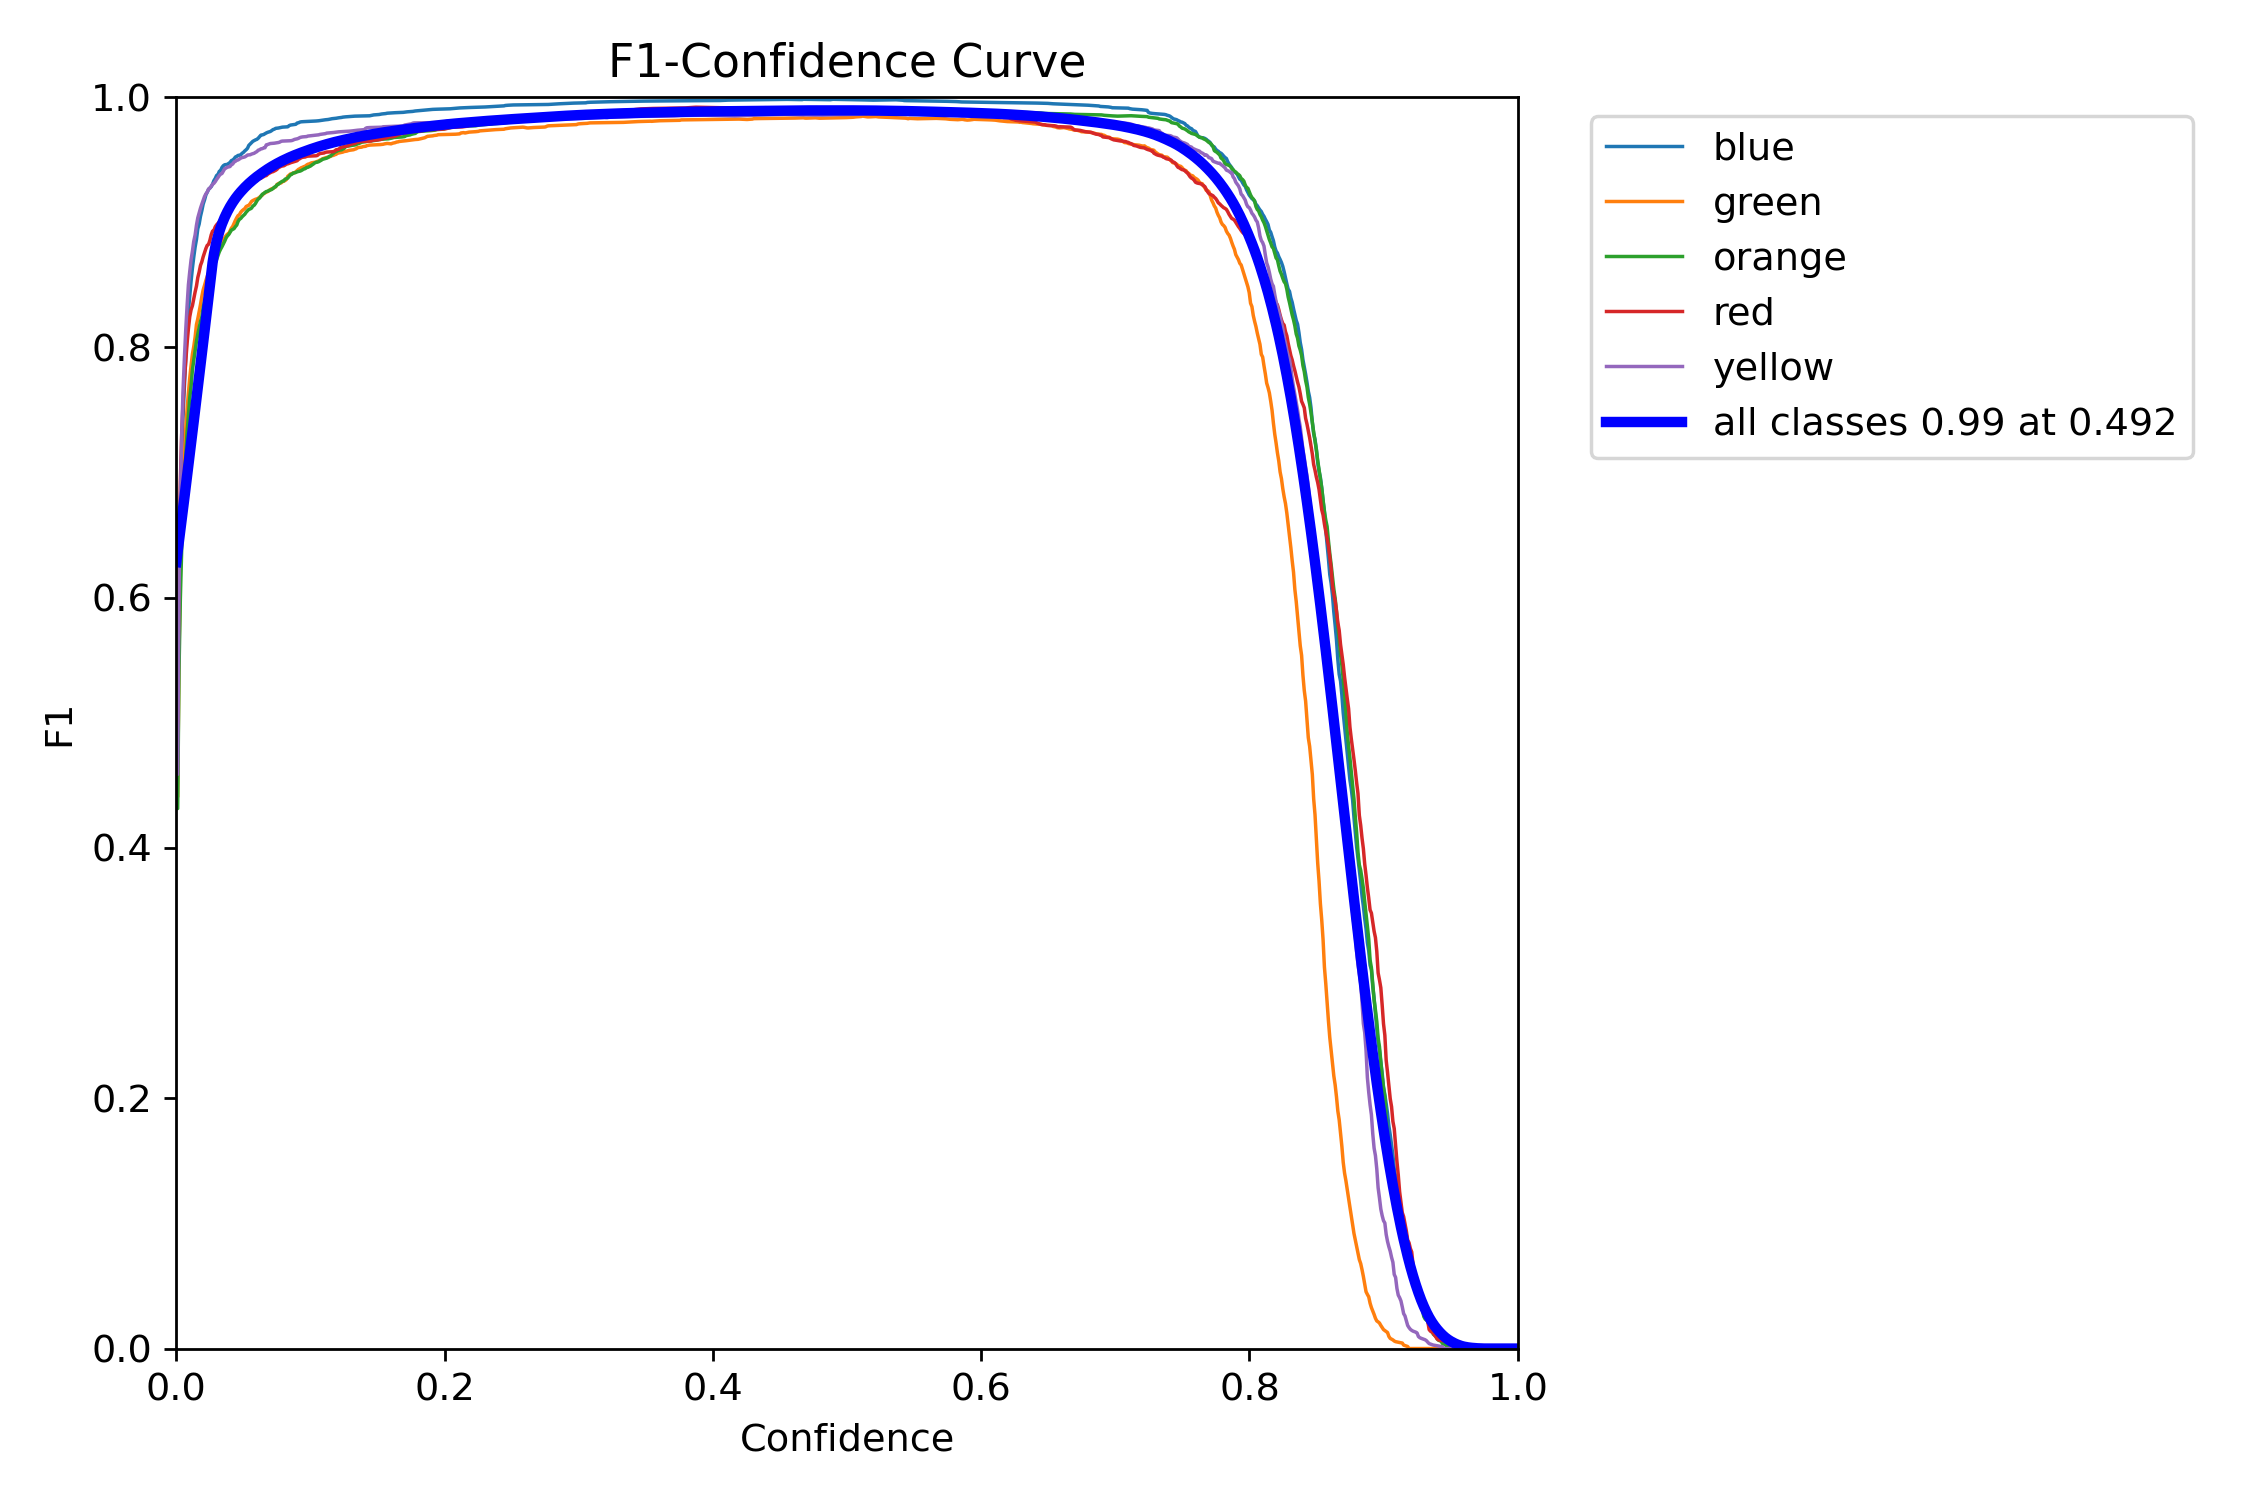 F1-Confidence Curve
1.0
0.8
0.6
0.4
0.2
0.0
F1
0.0 0.2 0.4 0.6 0.8 1.0
Confidence
blue
green
orange
red
yellow
all classes 0.99 at 0.492